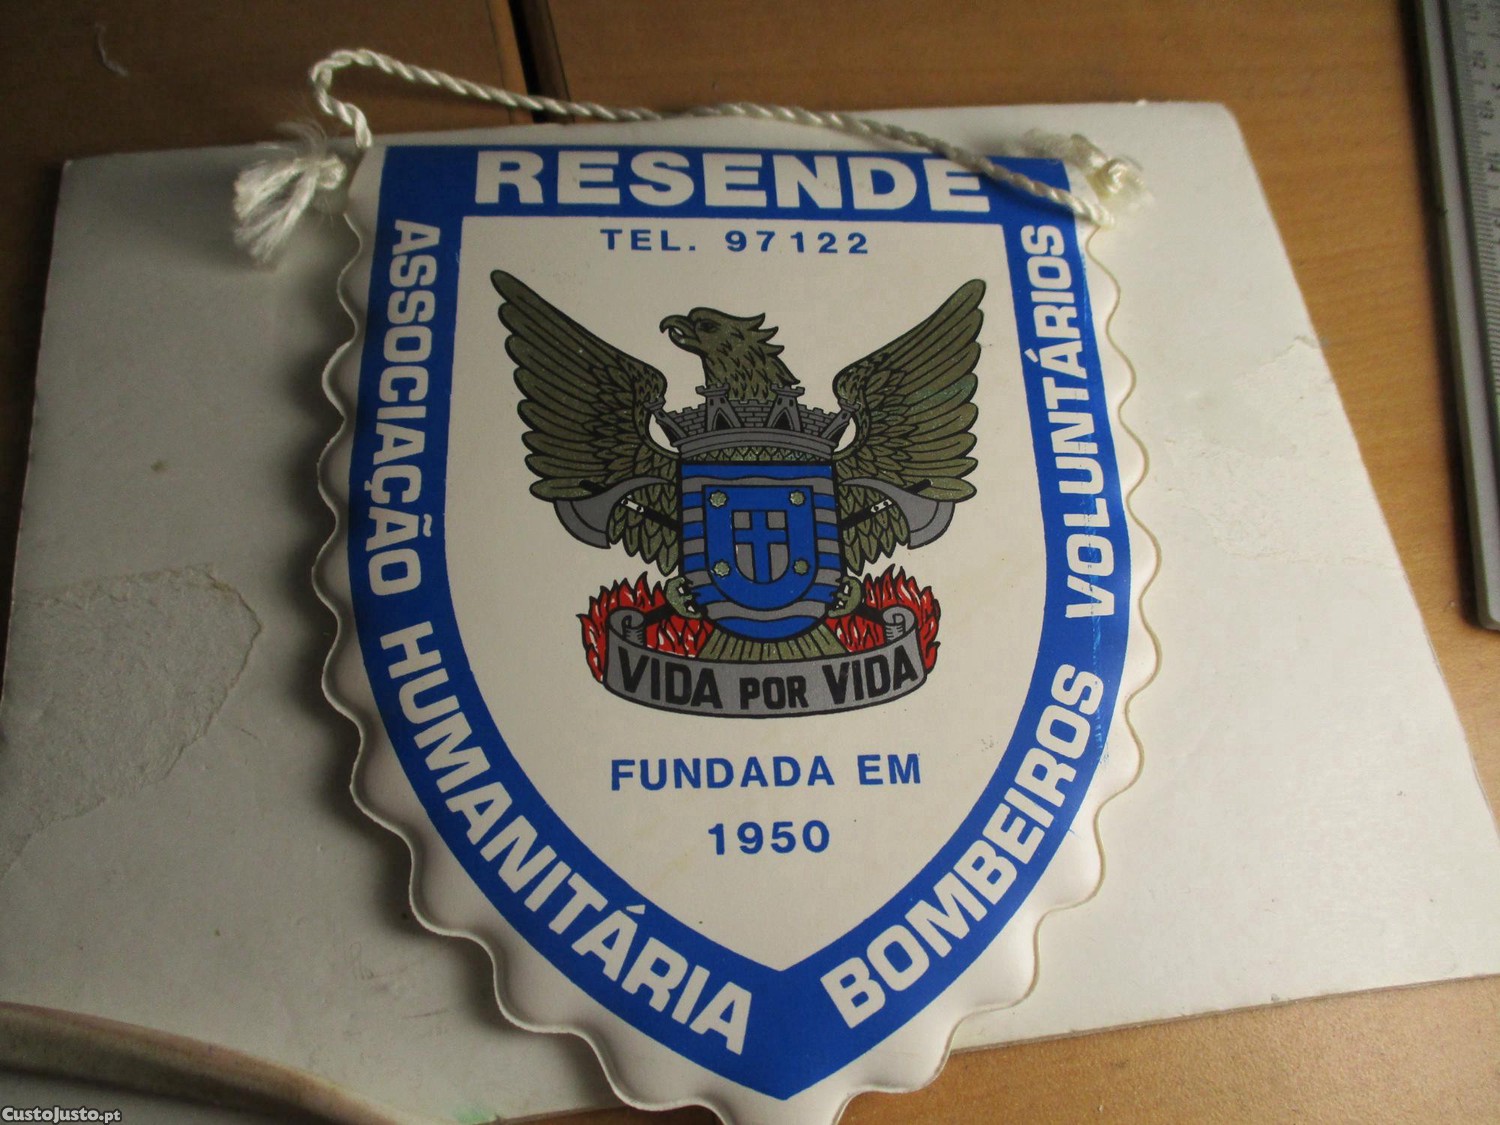 RESENDE
TEL. 97122
ASSOCIAÇÃO HUMANITÁRIA
BOMBEIROS VOLUNTÁRIOS
VIDA POR VIDA
FUNDADA EM
1950
CustoJusto.pt